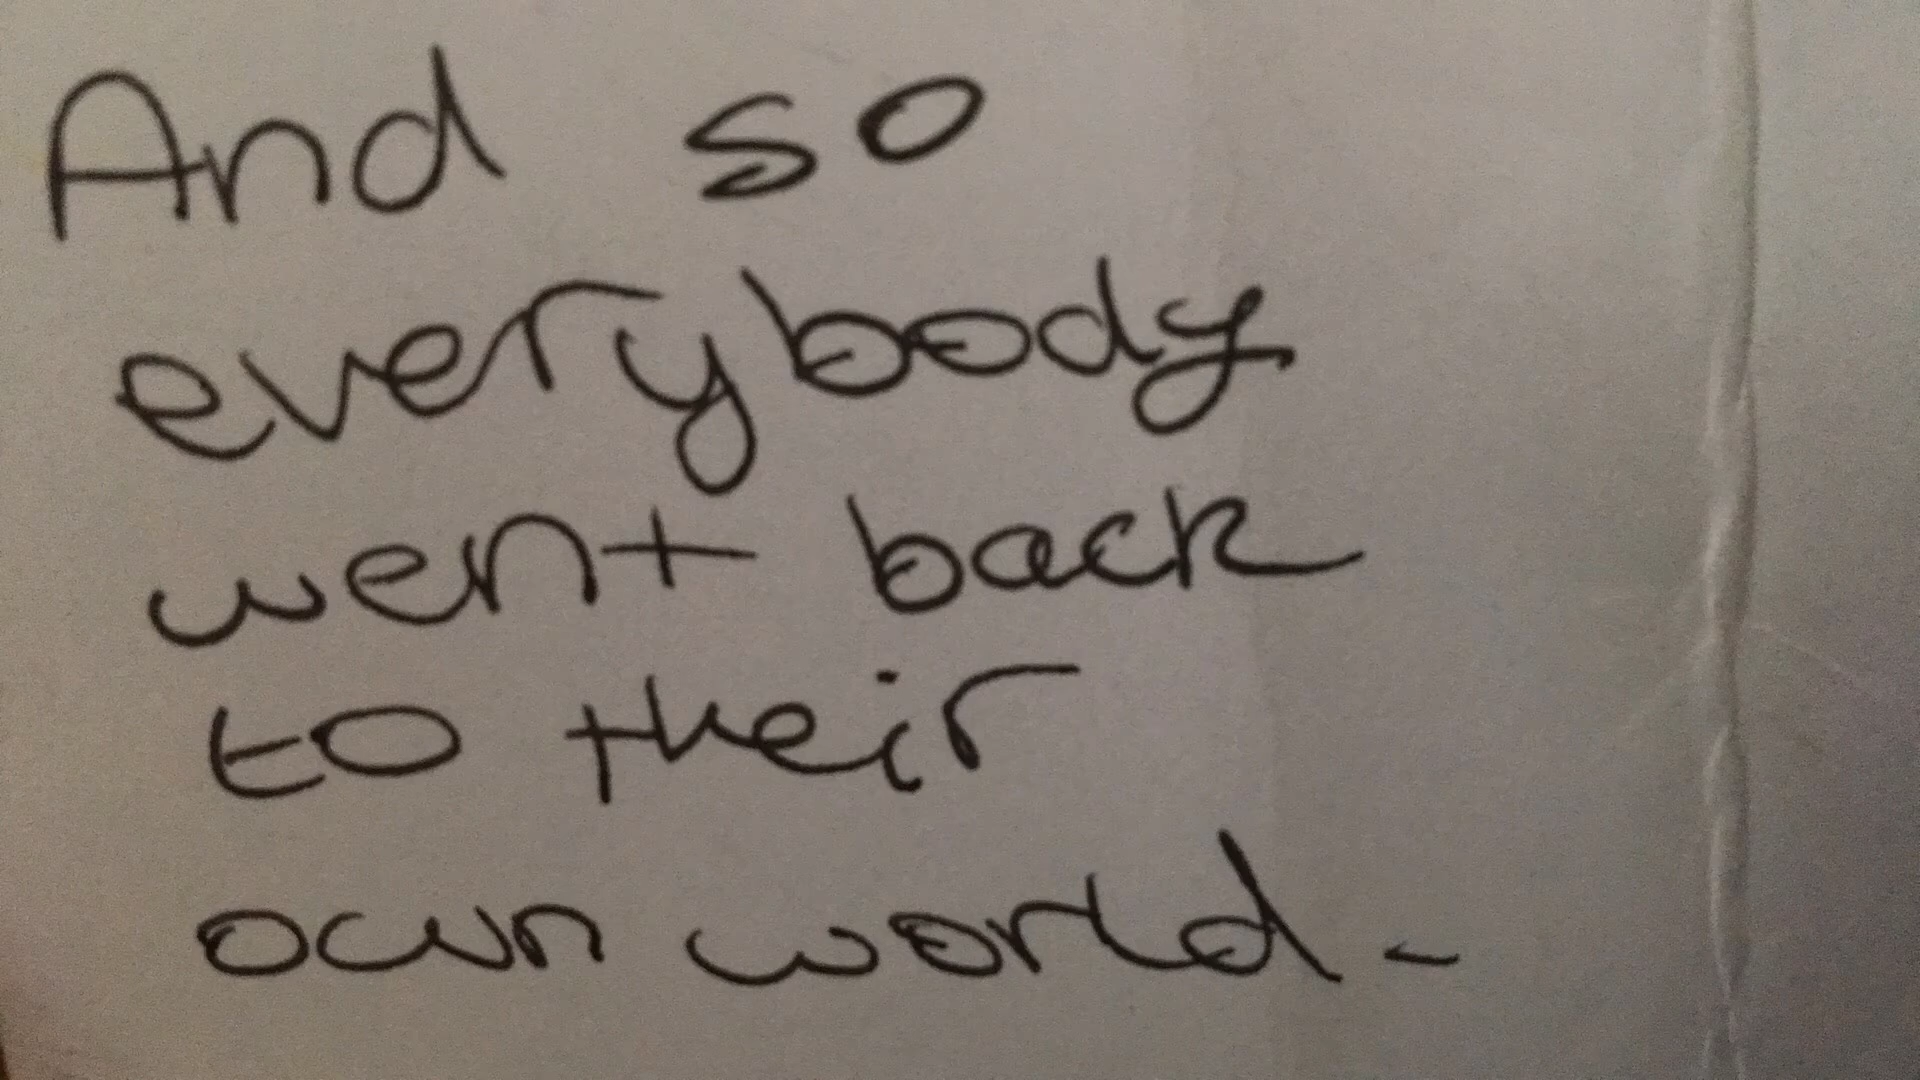 And so
everybody
went back
to their
own world -